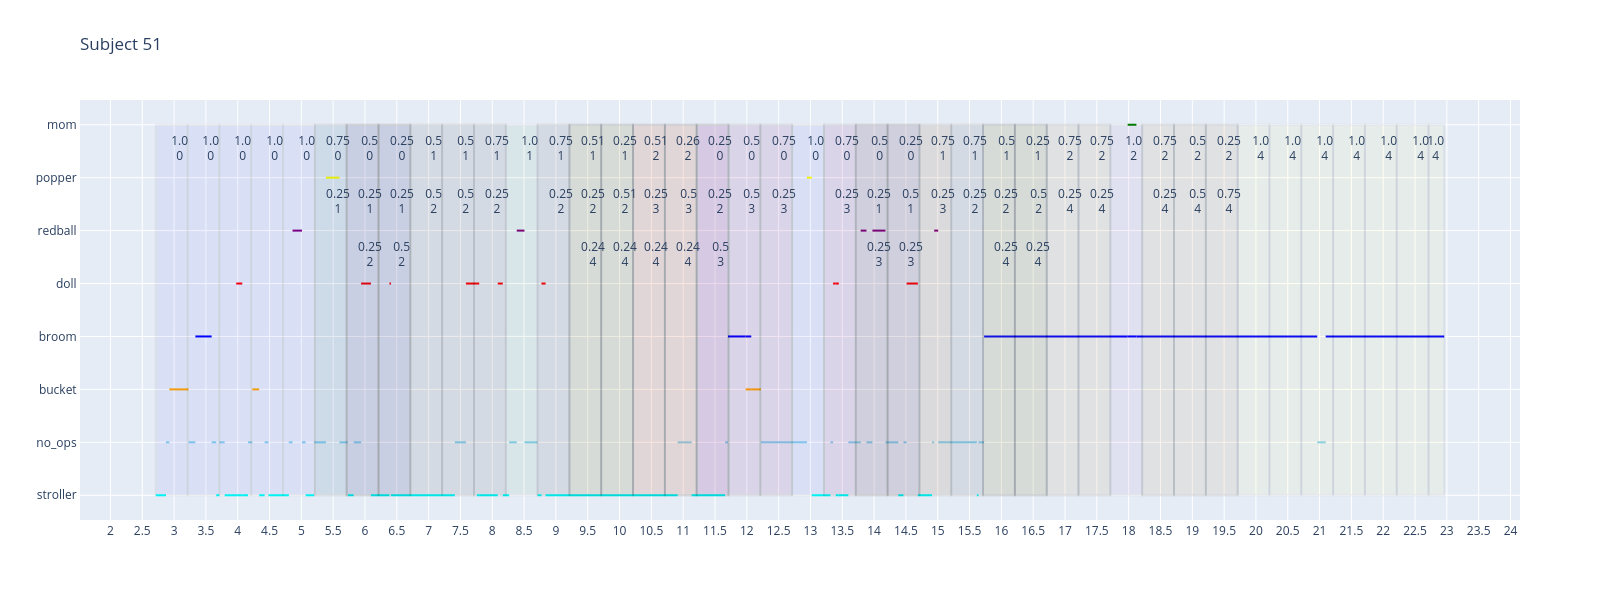 Subject 51
mom
1.0 1.0 1.0 1.0 1.0 0.75 0.5 0.25 0.5 0.5 0.75 1.0 0.75 0.51 0.25 0.51 0.26 0.25 0.5 0.75 1.0 0.75 0.5 0.25 0.75 0.75 0.5 0.25 0.75 0.75 1.0 0.75 0.5 0.25 1.0 1.0 1.0 1.0 1.0 1.0 1.0
0 0 0 0 0 0 0 0 1 1 1 1 1 1 1 2 2 0 0 0 0 0 0 0 1 1 1 1 2 2 2 2 2 2 4 4 4 4 4 4 4
popper
0.25 0.25 0.25 0.5 0.5 0.25 0.25 0.25 0.51 0.25 0.5 0.25 0.5 0.25 0.25 0.25 0.5 0.25 0.25 0.25 0.5 0.25 0.25 0.25 0.5 0.75
1 1 1 2 2 2 2 2 2 3 3 2 3 3 3 1 1 3 2 2 2 4 4 4 4 4
redball
0.25 0.5 0.24 0.24 0.24 0.24 0.5 0.25 0.25 0.25 0.25
2 2 4 4 4 4 3 3 3 4 4
doll
broom
bucket
no_ops
stroller
2 2.5 3 3.5 4 4.5 5 5.5 6 6.5 7 7.5 8 8.5 9 9.5 10 10.5 11 11.5 12 12.5 13 13.5 14 14.5 15 15.5 16 16.5 17 17.5 18 18.5 19 19.5 20 20.5 21 21.5 22 22.5 23 23.5 24